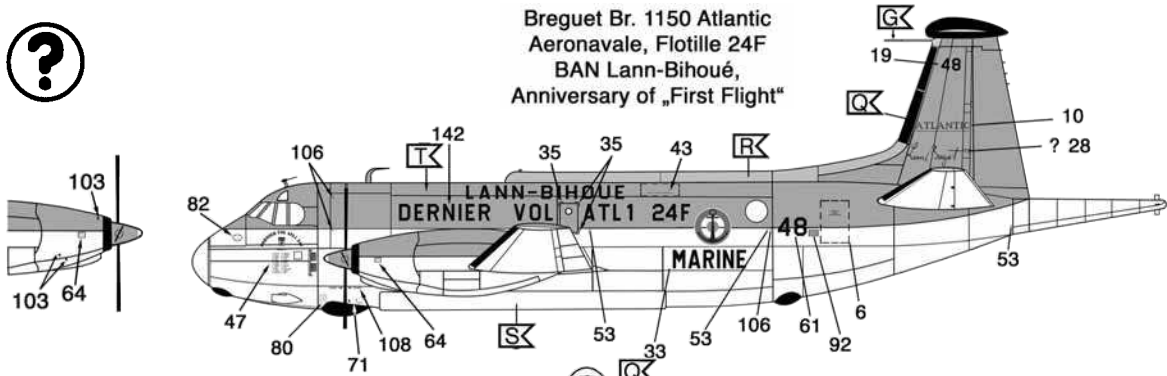 ?
Breguet Br. 1150 Atlantic
Aeronavale, Flotille 24F
BAN Lann-Bihoué,
Anniversary of „First Flight“
G
19
48
Q
ATLANTIC
10
? 28
142
35
35
43
R
T
106
103
82
LANN-BIHOUE
DERNIER VOL ATL1 24F
48
MARINE
103
64
47
80
71
108
64
S
53
33
53
106
61
92
6
53
Q